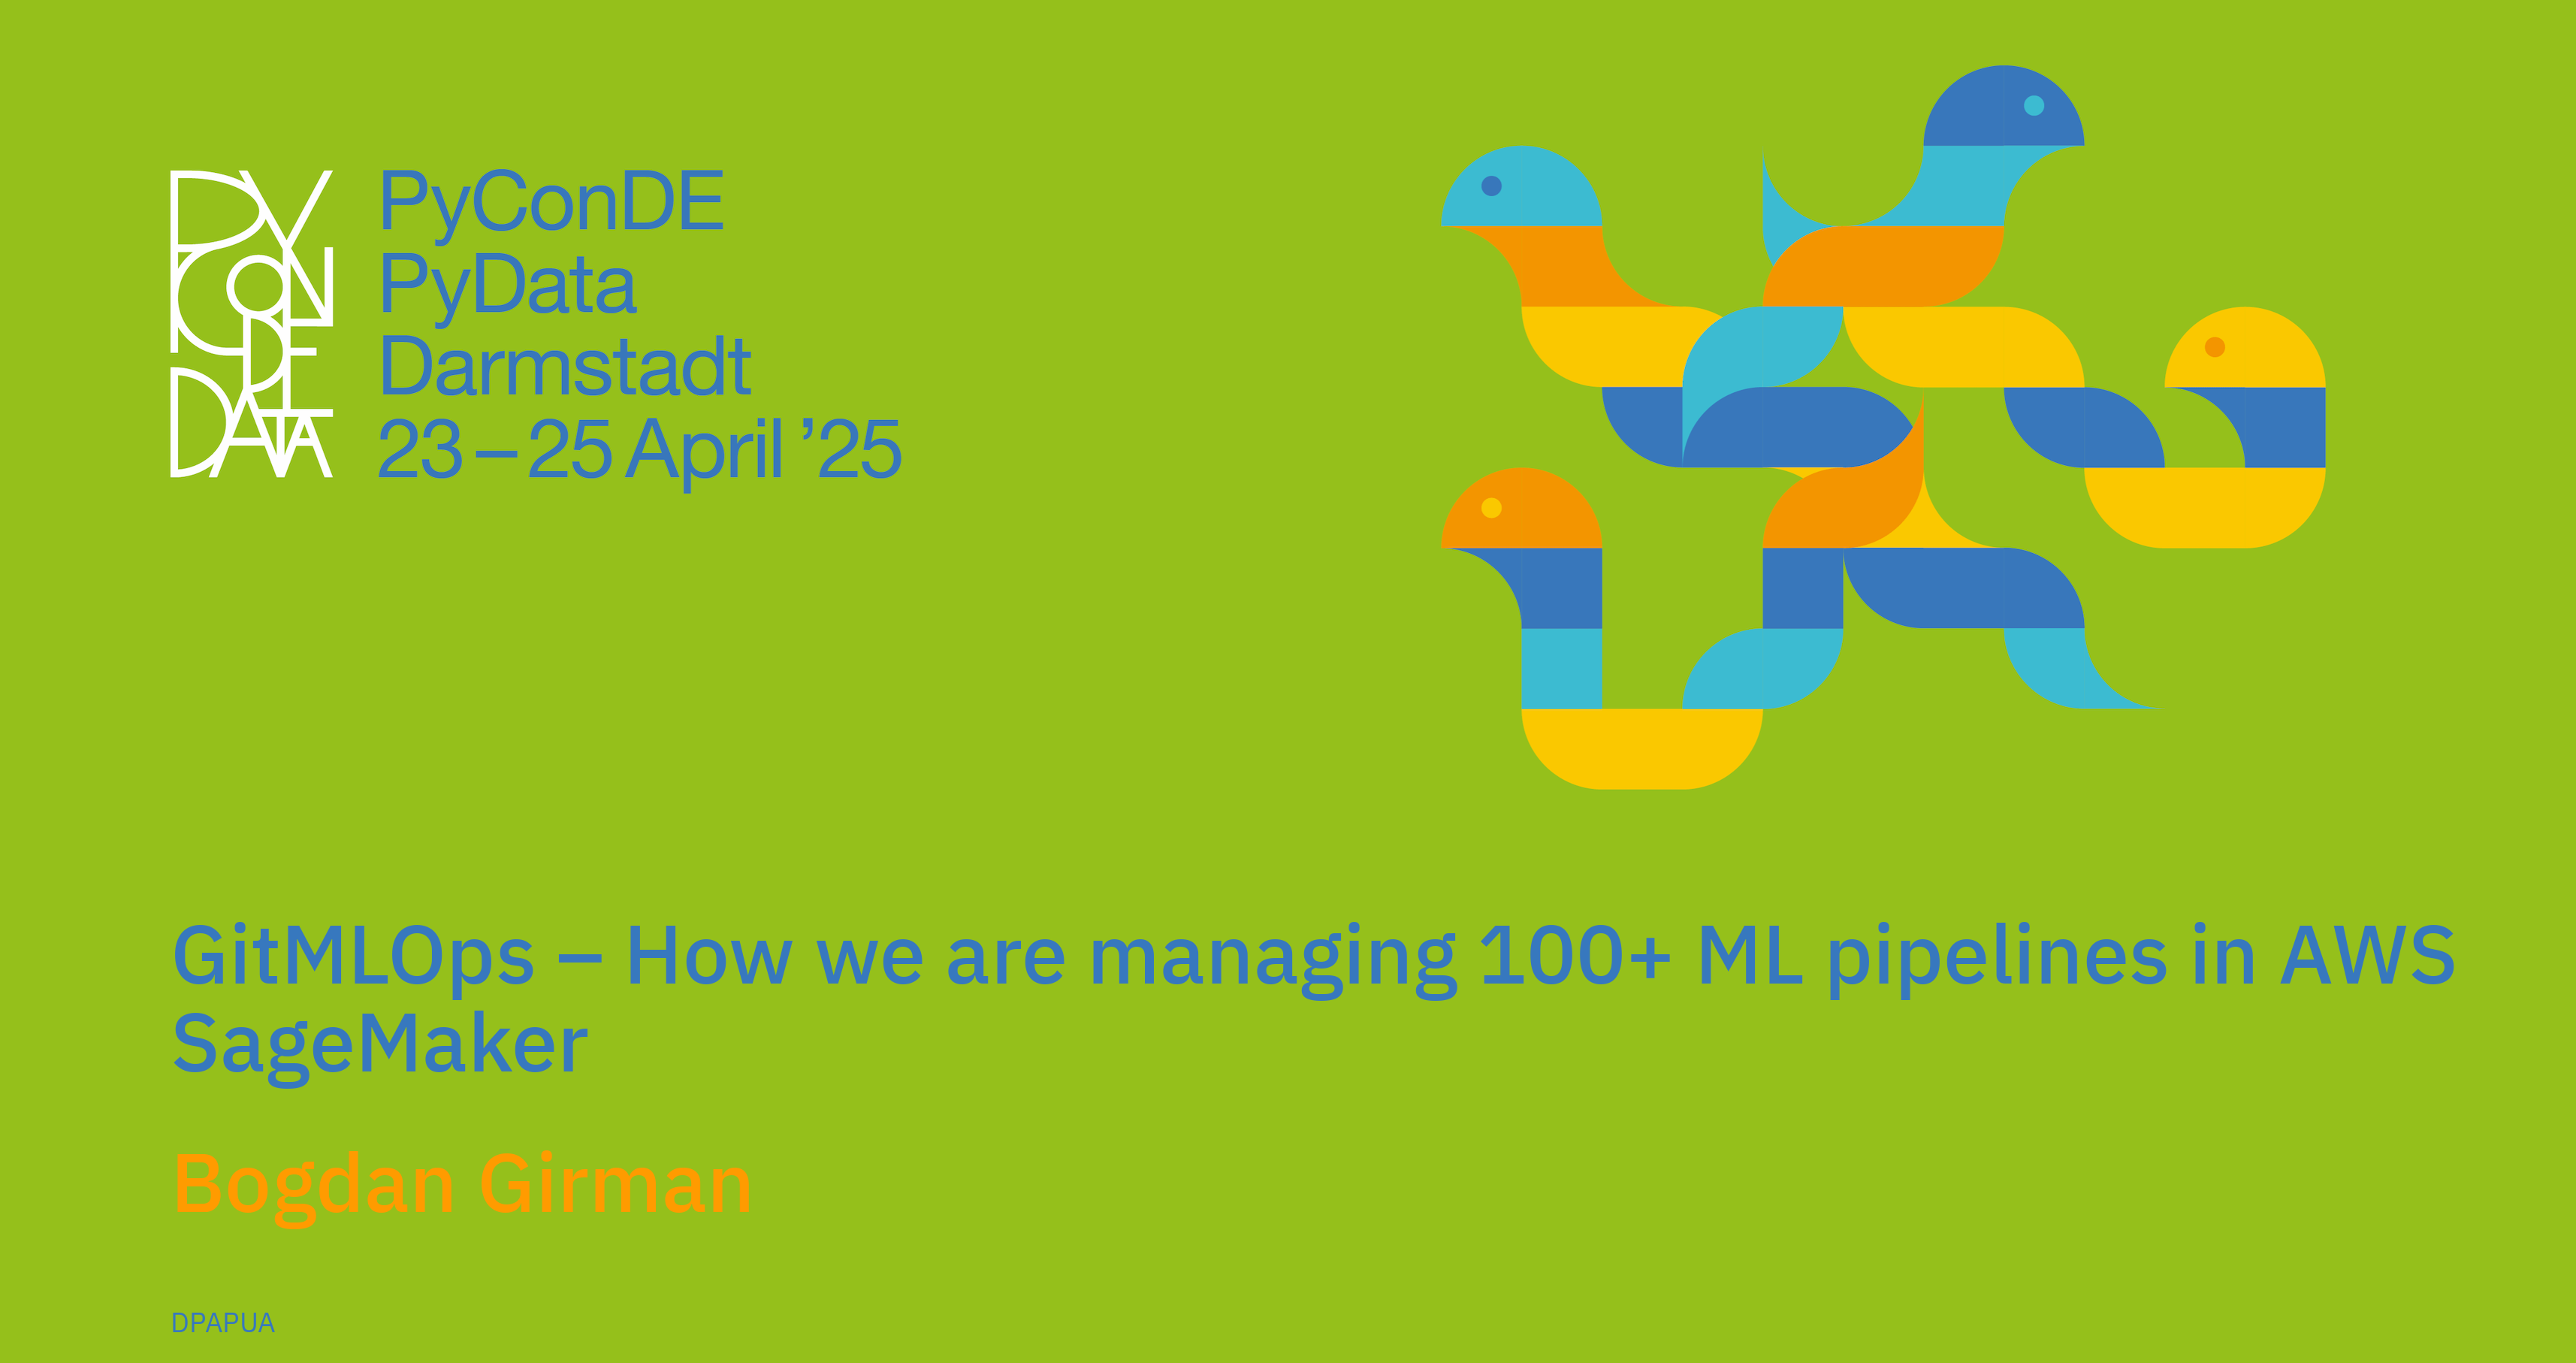 PY
CON
DE
DATA
PyConDE
PyData
Darmstadt
23–25 April ’25
GitMLOps – How we are managing 100+ ML pipelines in AWS
SageMaker
Bogdan Girman
DPAPUA